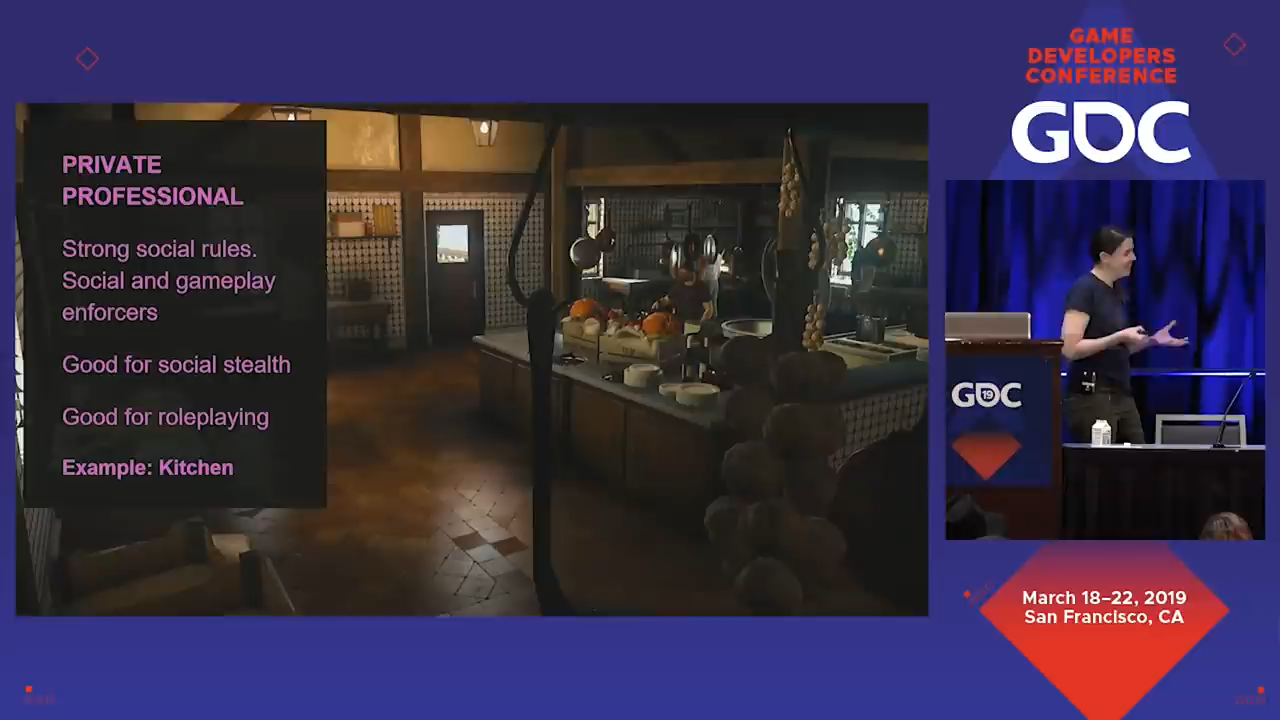 PRIVATE
PROFESSIONAL
Strong social rules.
Social and gameplay
enforcers
Good for social stealth
Good for roleplaying
Example: Kitchen
GAME
DEVELOPERS
CONFERENCE
GDC
GDC
19
March 18–22, 2019
San Francisco, CA